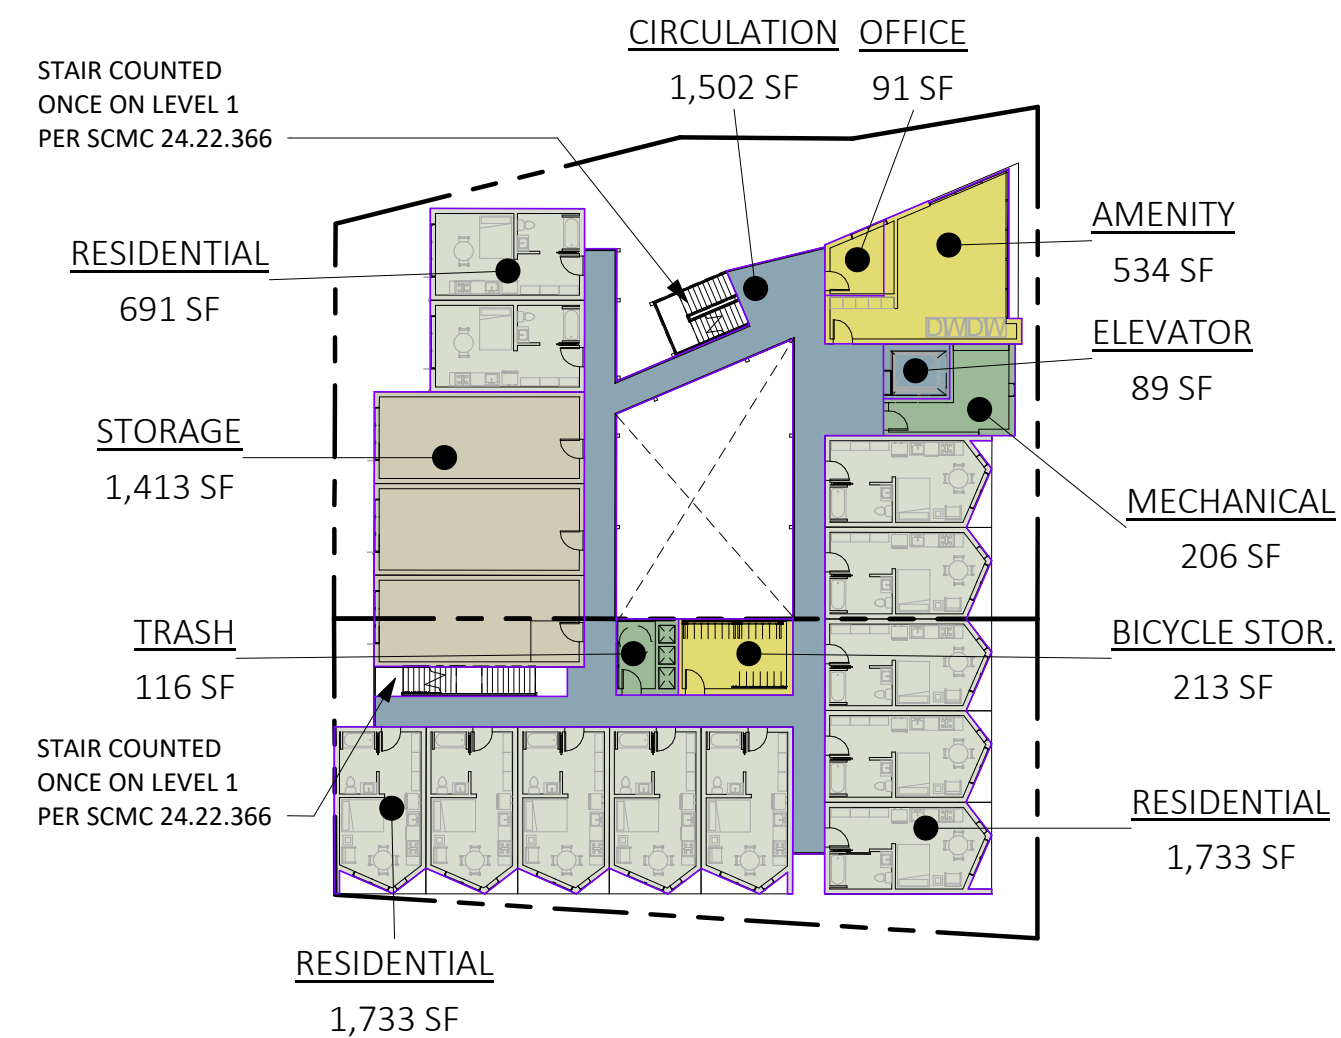 CIRCULATION
1,502 SF
OFFICE
91 SF
STAIR COUNTED
ONCE ON LEVEL 1
PER SCMC 24.22.366
RESIDENTIAL
691 SF
AMENITY
534 SF
ELEVATOR
89 SF
DWDW
STORAGE
1,413 SF
MECHANICAL
206 SF
TRASH
116 SF
BICYCLE STOR.
213 SF
STAIR COUNTED
ONCE ON LEVEL 1
PER SCMC 24.22.366
RESIDENTIAL
1,733 SF
RESIDENTIAL
1,733 SF